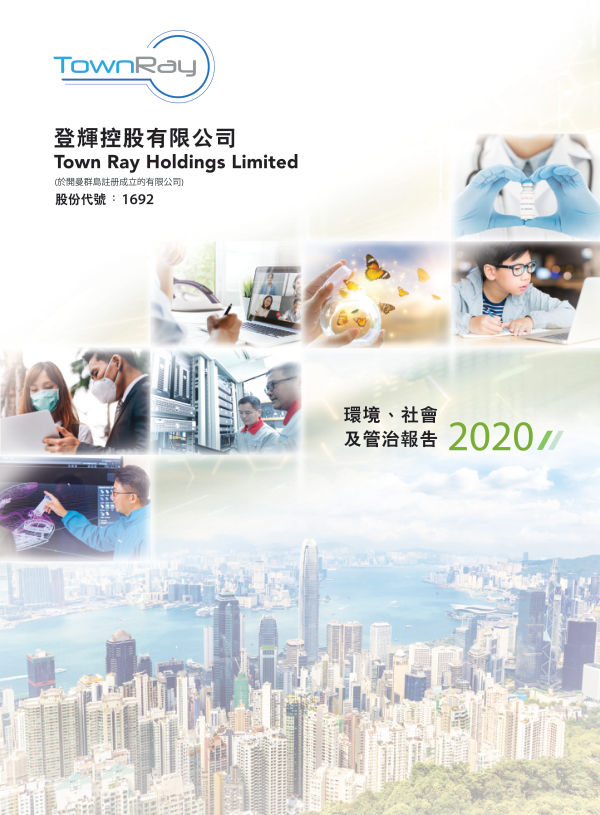 TownRay
登輝控股有限公司
Town Ray Holdings Limited
(於開曼群島註册成立的有限公司)
股份代號：1692
環境、社會
及管治報告 2020